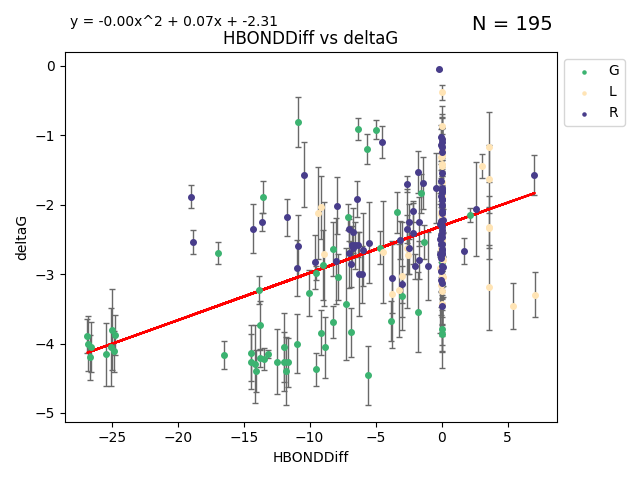 y = -0.00x^2 + 0.07x + -2.31
N = 195
HBONDDiff vs deltaG
G
L
R
deltaG
0
−1
−2
−3
−4
−5
−25 −20 −15 −10 −5 0 5
HBONDDiff